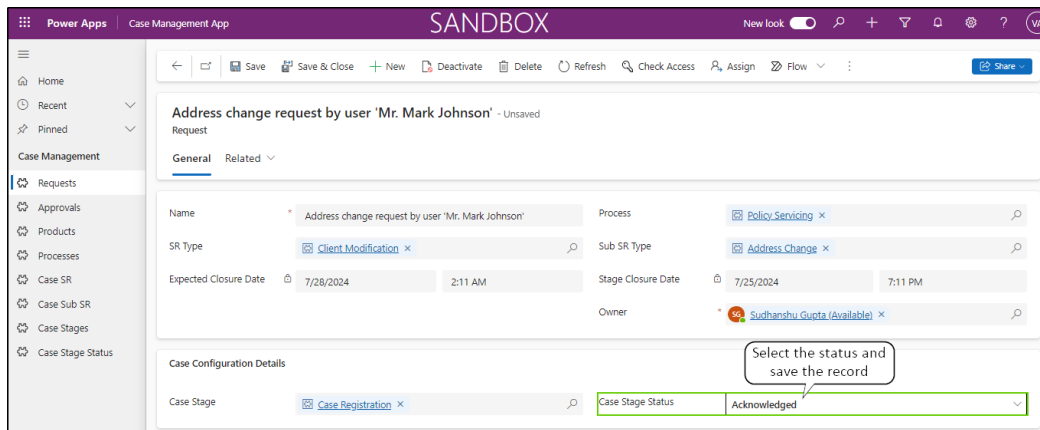 Power Apps | Case Management App SANDBOX New look
Home
Recent
Pinned
Case Management
Requests
Approvals
Products
Processes
Case SR
Case Sub SR
Case Stages
Case Stage Status
Save Save & Close New Deactivate Delete Refresh Check Access Assign Flow Share
Address change request by user 'Mr. Mark Johnson' - Unsaved
Request
General Related
Name * Address change request by user 'Mr. Mark Johnson' Process Policy Servicing ×
SR Type Client Modification × Sub SR Type Address Change ×
Expected Closure Date 7/28/2024 2:11 AM Stage Closure Date 7/25/2024 7:11 PM
Owner * SG Sudhanshu Gupta (Available) ×
Case Configuration Details
Select the status and
save the record
Case Stage Case Registration × Case Stage Status Acknowledged